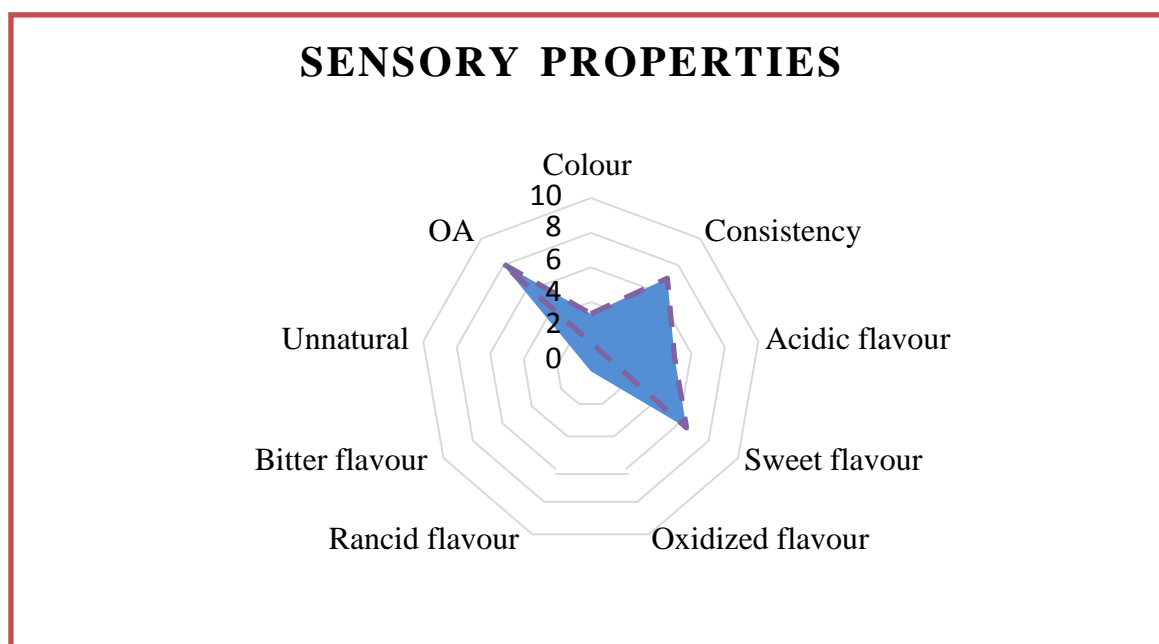 SENSORY PROPERTIES
Colour
10
8
6
4
2
0
Consistency
Acidic flavour
Sweet flavour
Oxidized flavour
Rancid flavour
Bitter flavour
Unnatural
OA